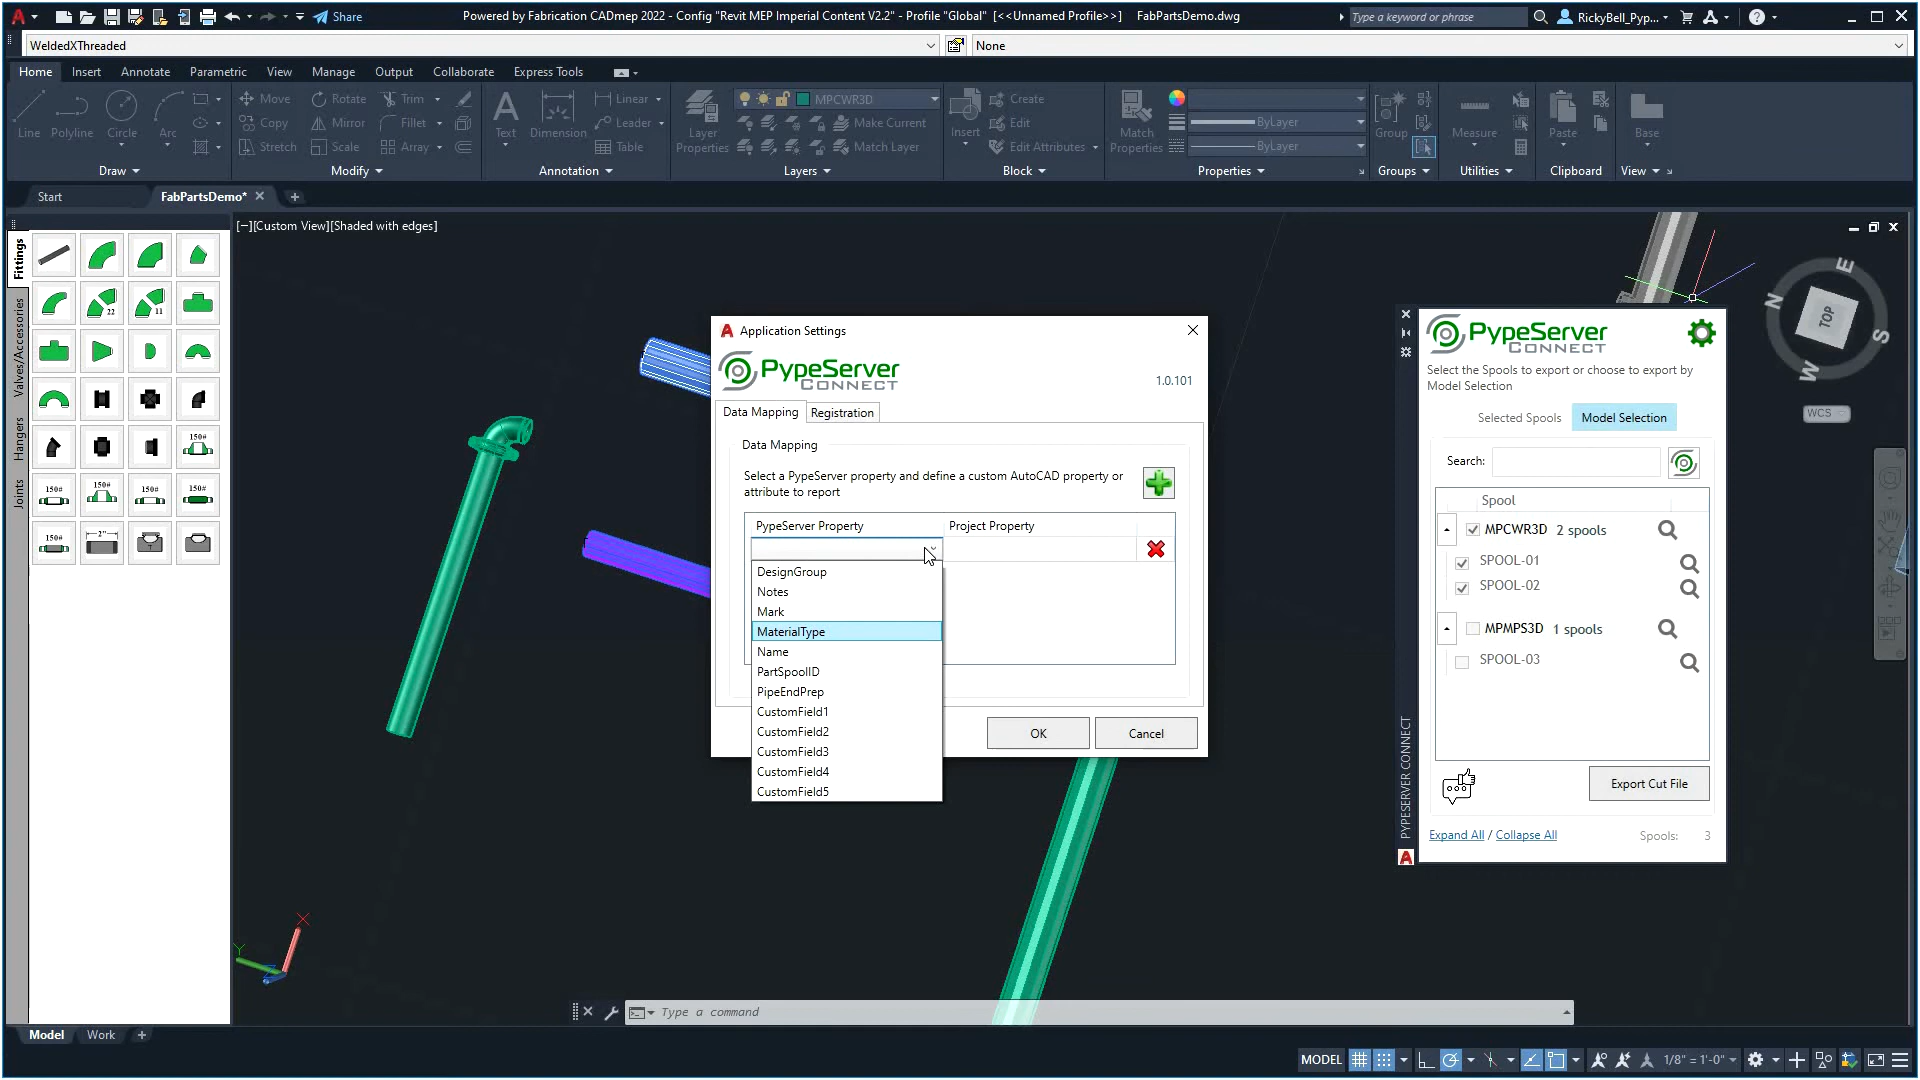 Share
Powered by Fabrication CADmep 2022 - Config "Revit MEP Imperial Content V2.2" - Profile "Global" [<<Unnamed Profile>>] FabPartsDemo.dwg
Type a keyword or phrase
RickyBell_Pyp...
WeldedXThreaded
None
Home Insert Annotate Parametric View Manage Output Collaborate Express Tools
Line Polyline Circle Arc
Move Rotate Trim
Copy Mirror Fillet
Stretch Scale Array
Text Dimension
Linear
Leader
Table
Layer Properties
MPCWR3D
Make Current
Match Layer
Insert
Create
Edit
Edit Attributes
Match Properties
ByLayer
ByLayer
Group
Measure
Paste
Base
Draw Modify Annotation Layers Block Properties Groups Utilities Clipboard View
Start FabPartsDemo*
[−][Custom View][Shaded with edges]
Fittings
Valves/Accessories
Hangers
Joints
22
11
150#
150#
150#
150#
150#
150#
2"
E
N
TOP
S
W
WCS
Application Settings
PypeServer
CONNECT
1.0.101
Data Mapping Registration
Data Mapping
Select a PypeServer property and define a custom AutoCAD property or
attribute to report
PypeServer Property Project Property
DesignGroup
Notes
Mark
MaterialType
Name
PartSpoolID
PipeEndPrep
CustomField1
CustomField2
CustomField3
CustomField4
CustomField5
OK Cancel
PypeServer
CONNECT
Select the Spools to export or choose to export by
Model Selection
Selected Spools Model Selection
Search:
Spool
MPCWR3D 2 spools
SPOOL-01
SPOOL-02
MPMPS3D 1 spools
SPOOL-03
Export Cut File
Expand All / Collapse All Spools: 3
PYPESERVER CONNECT
X
Y
Z
Type a command
Model Work
MODEL
1/8" = 1'-0"